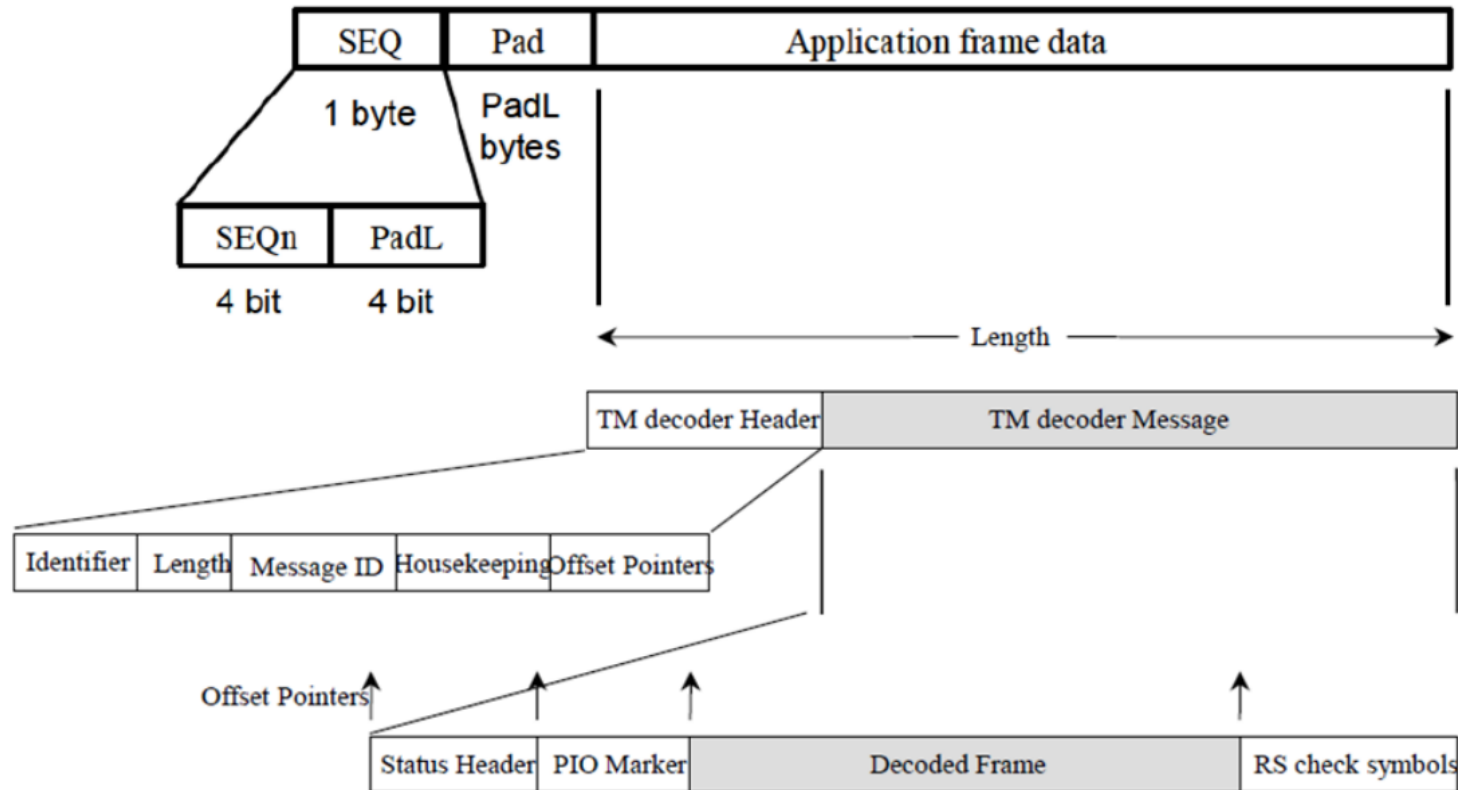 SEQ Pad Application frame data
1 byte PadL
bytes
SEQn PadL
4 bit 4 bit
Length
TM decoder Header TM decoder Message
Identifier Length Message ID Housekeeping Offset Pointers
Offset Pointers
Status Header PIO Marker Decoded Frame RS check symbols